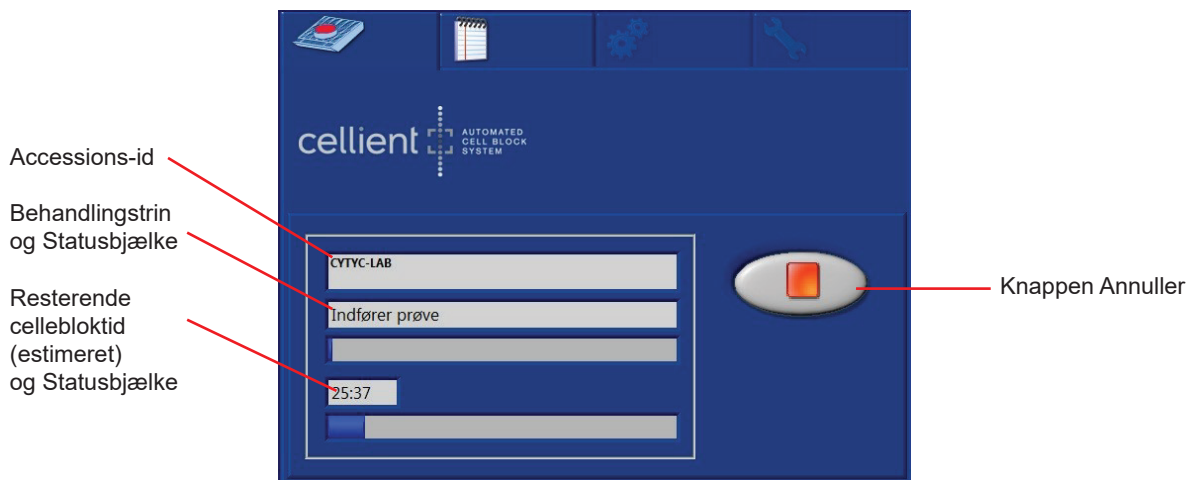 cellient
AUTOMATED
CELL BLOCK
SYSTEM
Accessions-id
Behandlingstrin
og Statusbjælke
Resterende
cellebloktid
(estimeret)
og Statusbjælke
CYTYC-LAB
Indfører prøve
25:37
Knappen Annuller